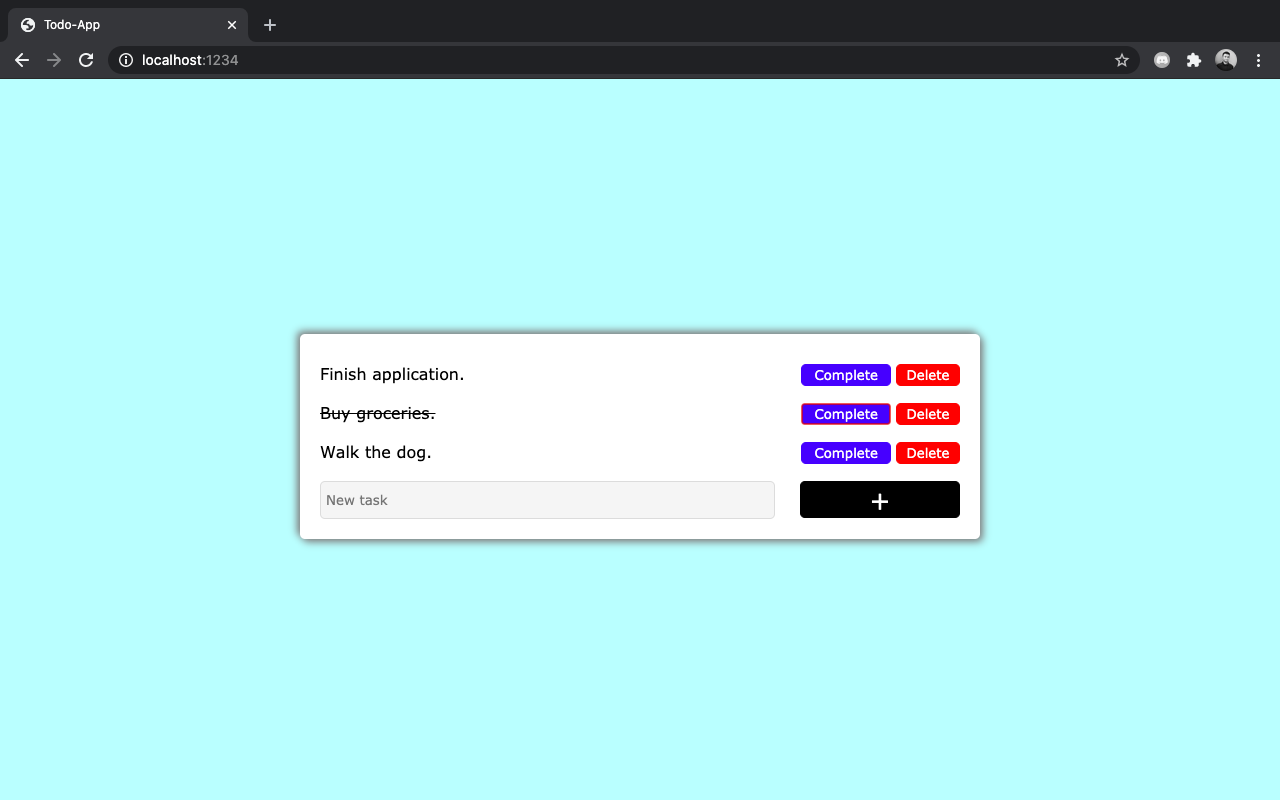 Todo-App
localhost:1234
Finish application. Complete Delete
Buy groceries. Complete Delete
Walk the dog. Complete Delete
New task +